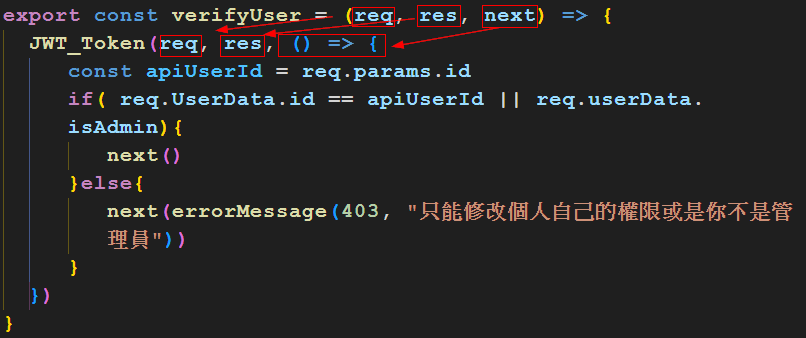 export const verifyUser = (req, res, next) => {
JWT_Token(req, res, () => {
const apiUserId = req.params.id
if( req.UserData.id == apiUserId || req.userData.
isAdmin){
next()
}else{
next(errorMessage(403, "只能修改個人自己的權限或是你不是管
理員"))
}
})
}